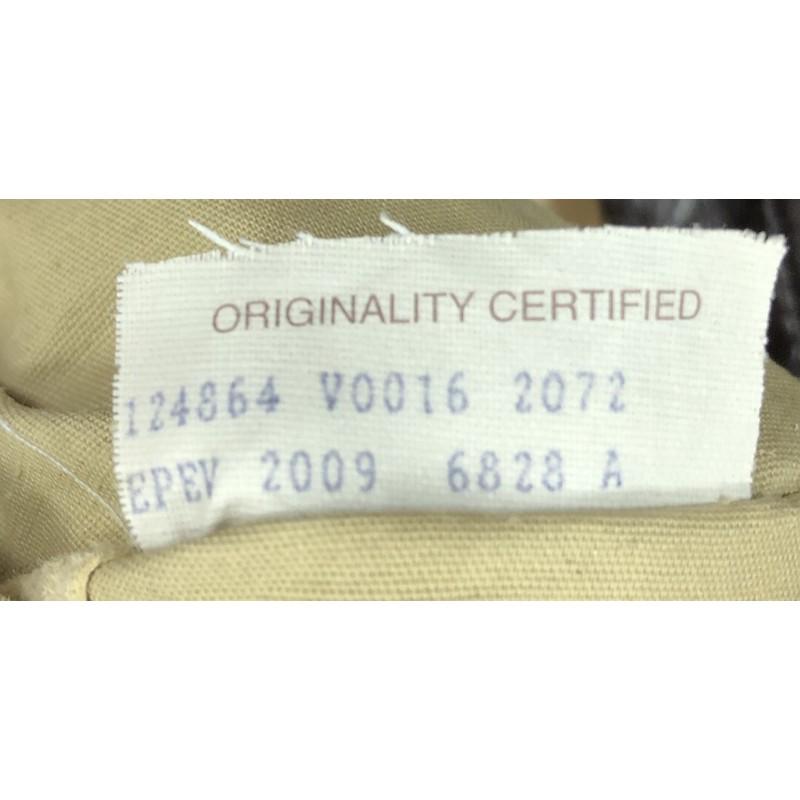 ORIGINALITY CERTIFIED
124864 V0016 2072
EPEV 2009 6828 A